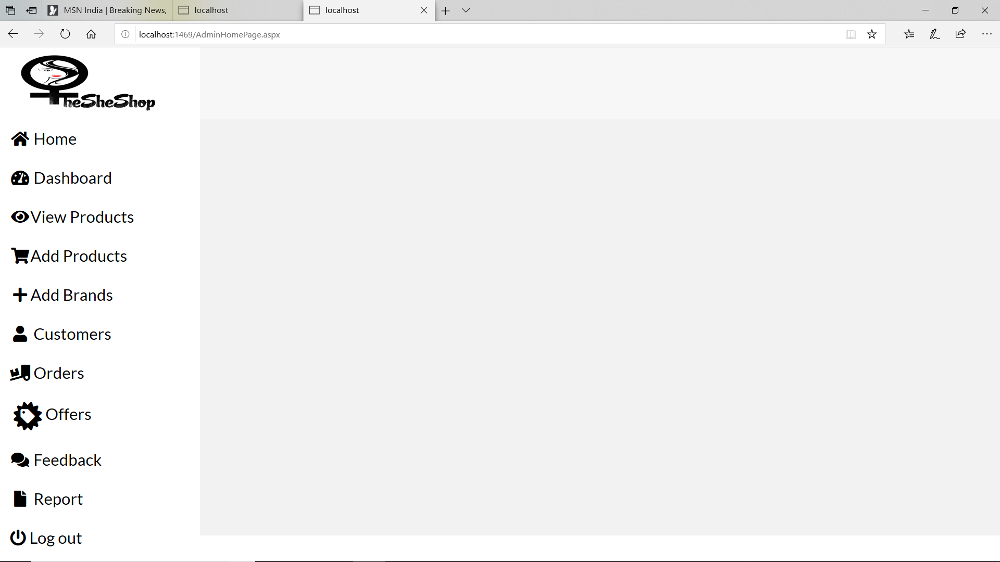 MSN India | Breaking News,
localhost
localhost
localhost:1469/AdminHomePage.aspx
TheSheShop
Home
Dashboard
View Products
Add Products
Add Brands
Customers
Orders
Offers
Feedback
Report
Log out